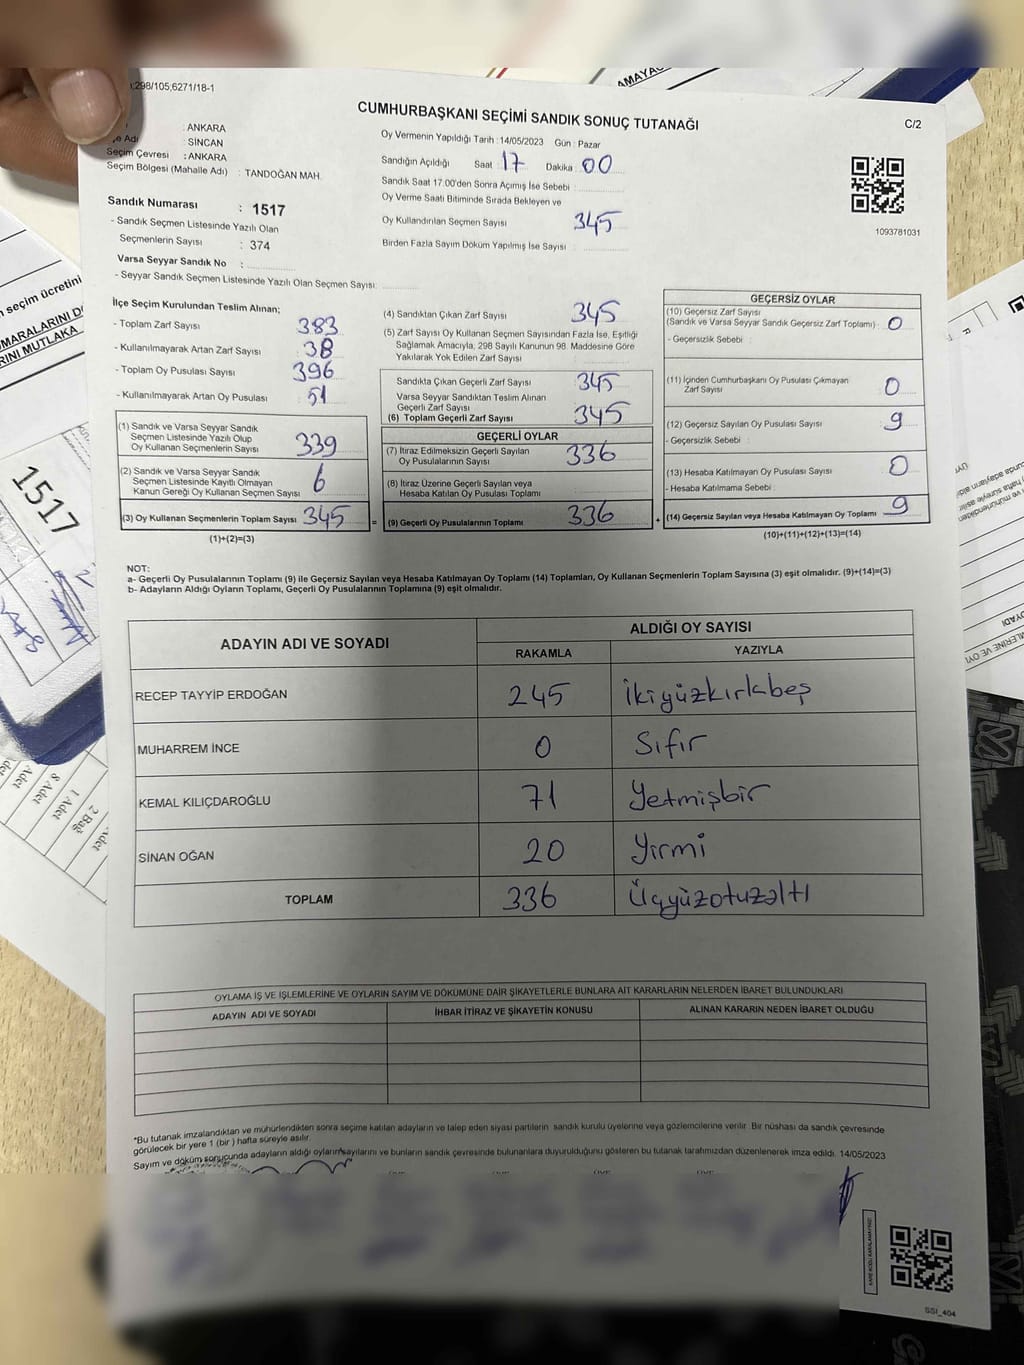 298/105;6271/18-1
CUMHURBAŞKANI SEÇİMİ SANDIK SONUÇ TUTANAĞI
C/2
: ANKARA
Adı : SİNCAN
Seçim Çevresi : ANKARA
Seçim Bölgesi (Mahalle Adı) : TANDOĞAN MAH.
Sandık Numarası : 1517
- Sandık Seçmen Listesinde Yazılı Olan
Seçmenlerin Sayısı : 374
Varsa Seyyar Sandık No :
- Seyyar Sandık Seçmen Listesinde Yazılı Olan Seçmen Sayısı:
Oy Vermenin Yapıldığı Tarih : 14/05/2023 Gün : Pazar
Sandığın Açıldığı Saat 17 Dakika 00
Sandık Saat 17.00'den Sonra Açımış İse Sebebi :
Oy Verme Saati Bitiminde Sırada Bekleyen ve
Oy Kullandırılan Seçmen Sayısı 345
Birden Fazla Sayım Döküm Yapılmış İse Sayısı :
1093781031
İlçe Seçim Kurulundan Teslim Alınan;
- Toplam Zarf Sayısı 383
- Kullanılmayarak Artan Zarf Sayısı 38
- Toplam Oy Pusulası Sayısı 396
- Kullanılmayarak Artan Oy Pusulası 51
(1) Sandık ve Varsa Seyyar Sandık
Seçmen Listesinde Yazılı Olup
Oy Kullanan Seçmenlerin Sayısı 339
(2) Sandık ve Varsa Seyyar Sandık
Seçmen Listesinde Kayıtlı Olmayan
Kanun Gereği Oy Kullanan Seçmen Sayısı 6
(3) Oy Kullanan Seçmenlerin Toplam Sayısı 345 =
(1)+(2)=(3)
(4) Sandıktan Çıkan Zarf Sayısı 345
(5) Zarf Sayısı Oy Kullanan Seçmen Sayısından Fazla İse, Eşitliği
Sağlamak Amacıyla, 298 Sayılı Kanunun 98. Maddesine Göre
Yakılarak Yok Edilen Zarf Sayısı
Sandıkta Çıkan Geçerli Zarf Sayısı 345
Varsa Seyyar Sandıktan Teslim Alınan
Geçerli Zarf Sayısı
(6) Toplam Geçerli Zarf Sayısı 345
GEÇERLİ OYLAR
(7) İtiraz Edilmeksizin Geçerli Sayılan
Oy Pusulalarının Sayısı 336
(8) İtiraz Üzerine Geçerli Sayılan veya
Hesaba Katılan Oy Pusulası Toplamı
(9) Geçerli Oy Pusulalarının Toplamı 336 +
GEÇERSİZ OYLAR
(10) Geçersiz Zarf Sayısı
(Sandık ve Varsa Seyyar Sandık Geçersiz Zarf Toplamı) : 0
- Geçersizlik Sebebi :
(11) İçinden Cumhurbaşkanı Oy Pusulası Çıkmayan
Zarf Sayısı : 0
(12) Geçersiz Sayılan Oy Pusulası Sayısı : 9
- Geçersizlik Sebebi :
(13) Hesaba Katılmayan Oy Pusulası Sayısı : 0
- Hesaba Katılmama Sebebi :
(14) Geçersiz Sayılan veya Hesaba Katılmayan Oy Toplamı : 9
(10)+(11)+(12)+(13)=(14)
NOT:
a- Geçerli Oy Pusulalarının Toplamı (9) ile Geçersiz Sayılan veya Hesaba Katılmayan Oy Toplamı (14) Toplamları, Oy Kullanan Seçmenlerin Toplam Sayısına (3) eşit olmalıdır. (9)+(14)=(3)
b- Adayların Aldığı Oyların Toplamı, Geçerli Oy Pusulalarının Toplamına (9) eşit olmalıdır.
ADAYIN ADI VE SOYADI ALDIĞI OY SAYISI
RAKAMLA YAZIYLA
RECEP TAYYİP ERDOĞAN 245 İkiyüzkırkbeş
MUHARREM İNCE 0 Sıfır
KEMAL KILIÇDAROĞLU 71 Yetmişbir
SİNAN OĞAN 20 Yirmi
TOPLAM 336 Üçyüzotuzaltı
OYLAMA İŞ VE İŞLEMLERİNE VE OYLARIN SAYIM VE DÖKÜMÜNE DAİR ŞİKAYETLERLE BUNLARA AİT KARARLARIN NELERDEN İBARET BULUNDUKLARI
ADAYIN ADI VE SOYADI İHBAR İTİRAZ VE ŞİKAYETİN KONUSU ALINAN KARARIN NEDEN İBARET OLDUĞU
*Bu tutanak imzalandıktan ve mühürlendikten sonra seçime katılan adayların ve talep eden siyasi partilerin sandık kurulu üyelerine veya gözlemcilerine verilir. Bir nüshası da sandık çevresinde
görülecek bir yere 1 (bir ) hafta süreyle asılır.
Sayım ve döküm sonucunda adayların aldığı oyların sayılarını ve bunların sandık çevresinde bulunanlara duyurulduğunu gösteren bu tutanak tarafımızdan düzenlenerek imza edildi. 14/05/2023
SSI_404
1517
345
AMAYAC
seçim ücretini
RINI MUTLAKA
8 Adet
1 Adet
2 Bağ